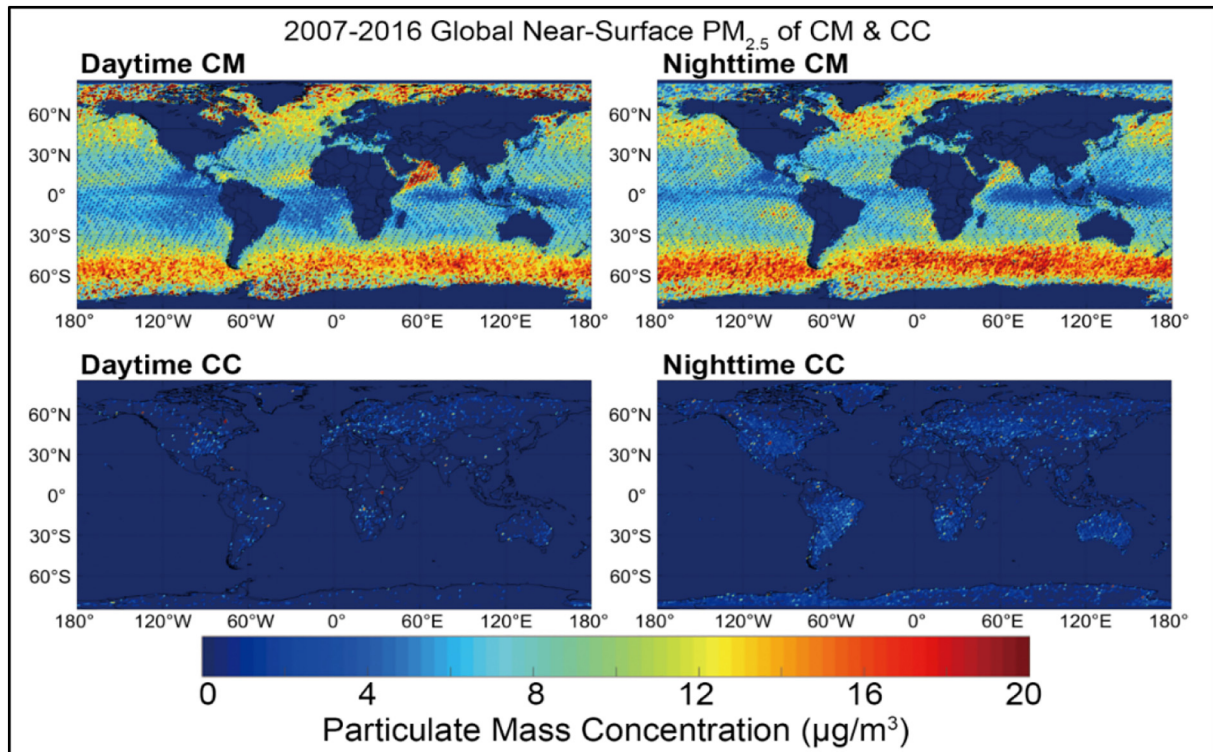 2007-2016 Global Near-Surface PM2.5 of CM & CC
Daytime CM
Nighttime CM
60°N
30°N
0°
30°S
60°S
180° 120°W 60°W 0° 60°E 120°E 180°
60°N
30°N
0°
30°S
60°S
180° 120°W 60°W 0° 60°E 120°E 180°
Daytime CC
Nighttime CC
60°N
30°N
0°
30°S
60°S
180° 120°W 60°W 0° 60°E 120°E 180°
60°N
30°N
0°
30°S
60°S
180° 120°W 60°W 0° 60°E 120°E 180°
0 4 8 12 16 20
Particulate Mass Concentration (µg/m³)